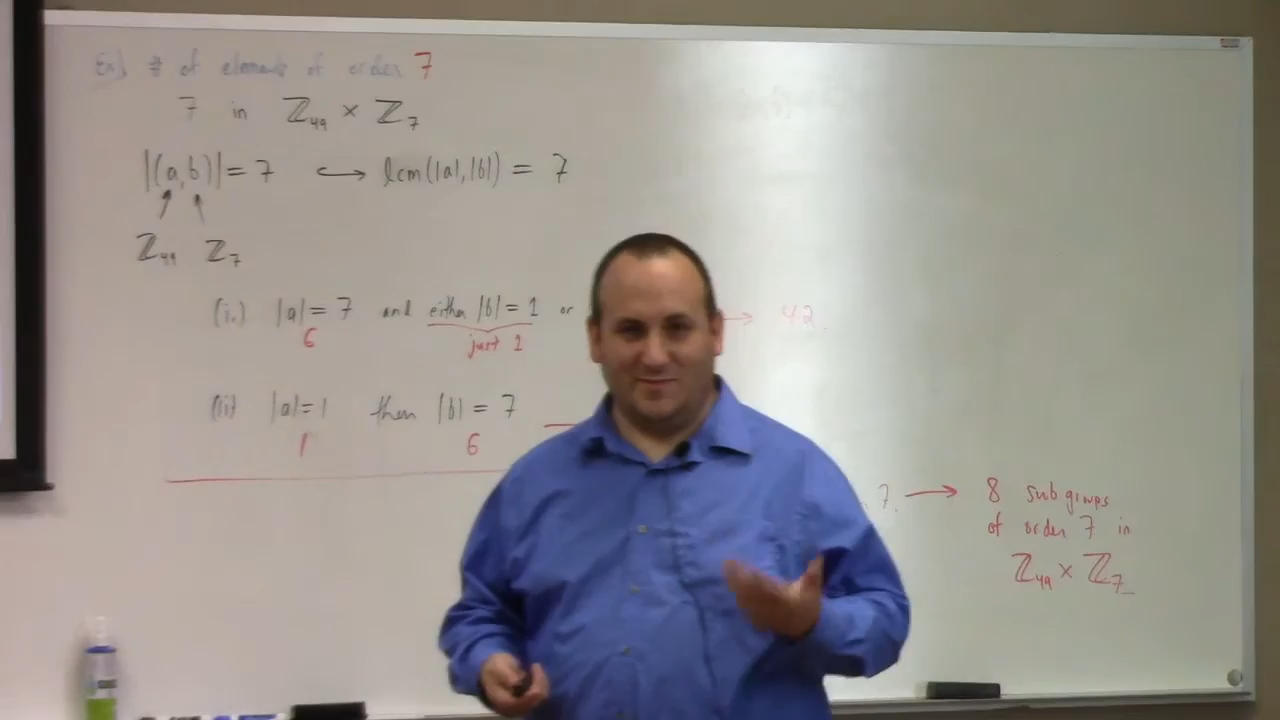 Ex) # of elements of order 7
7 in ℤ₄₉ × ℤ₇
|(a,b)| = 7 ⟷ lcm(|a|,|b|) = 7
ℤ₄₉ ℤ₇
(i.) |a| = 7 and either |b| = 1 or → 42.
6 just 1
(ii) |a|=1 then |b| = 7
1 6
7. → 8 subgroups
of order 7 in
ℤ₄₉ × ℤ₇